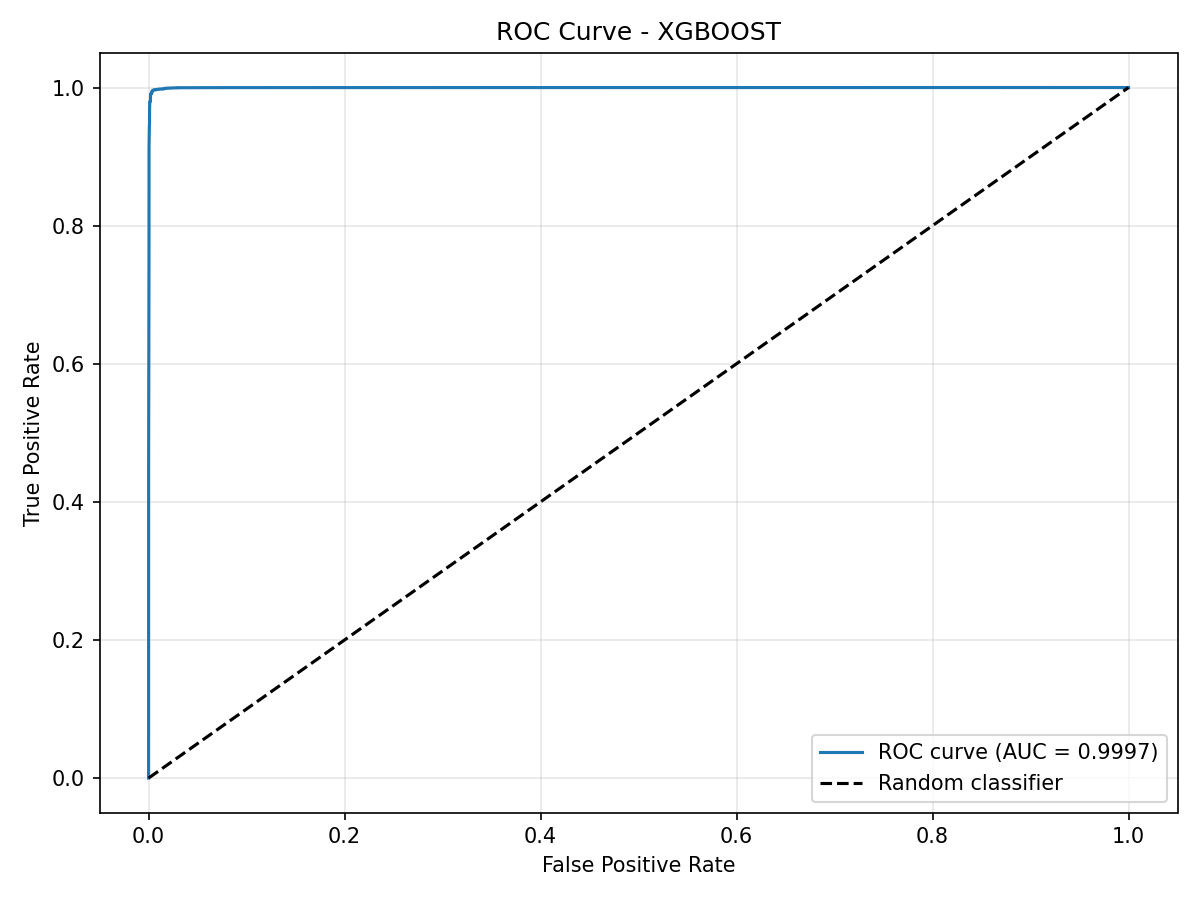 ROC Curve - XGBOOST
1.0
0.8
0.6
0.4
0.2
0.0
True Positive Rate
0.0 0.2 0.4 0.6 0.8 1.0
False Positive Rate
ROC curve (AUC = 0.9997)
Random classifier